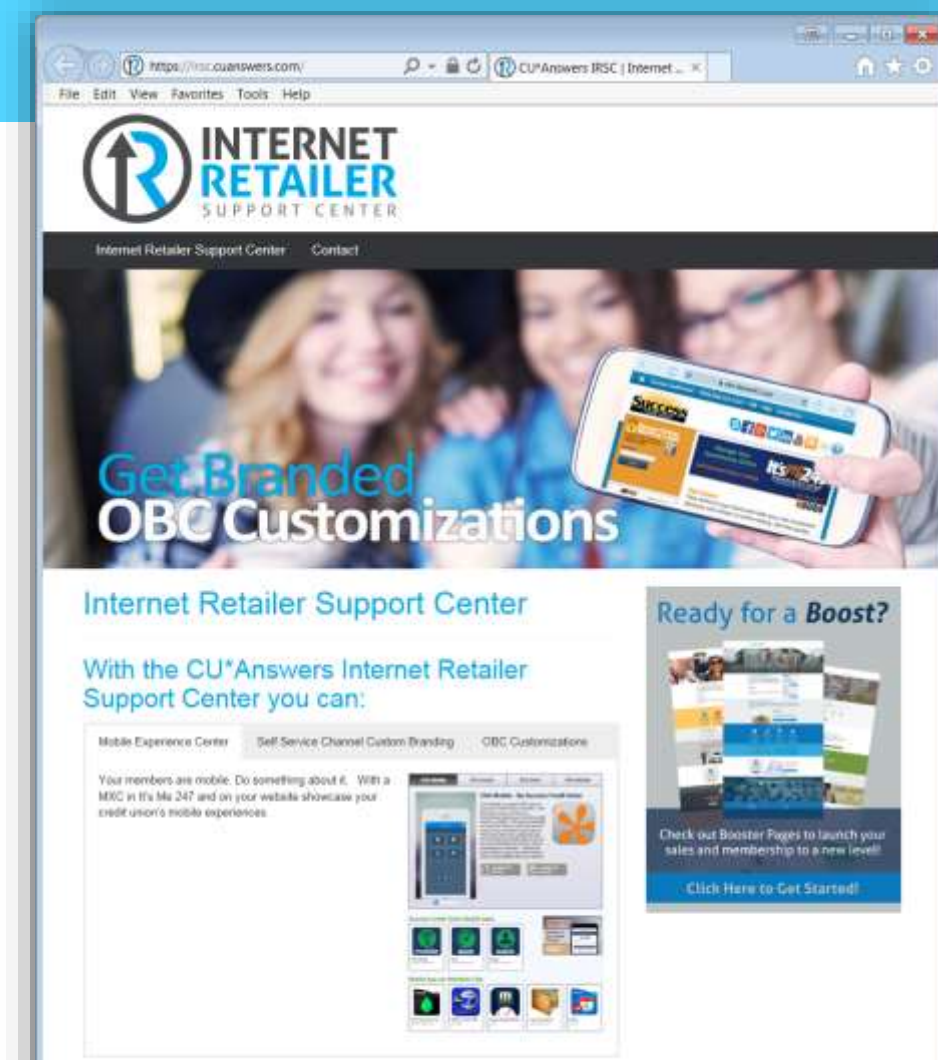 https://irsc.cuanswers.com/
CU*Answers IRSC | Internet ...
File Edit View Favorites Tools Help
INTERNET
RETAILER
SUPPORT CENTER
Internet Retailer Support Center Contact
Success
It's Me 247
Get Branded
OBC Customizations
Internet Retailer Support Center
With the CU*Answers Internet Retailer
Support Center you can:
Mobile Experience Center Self Service Channel Custom Branding OBC Customizations
Your members are mobile. Do something about it. With a
MXC in It's Me 247 and on your website showcase your
credit union's mobile experiences.
Ready for a Boost?
Check out Booster Pages to launch your
sales and membership to a new level!
Click Here to Get Started!